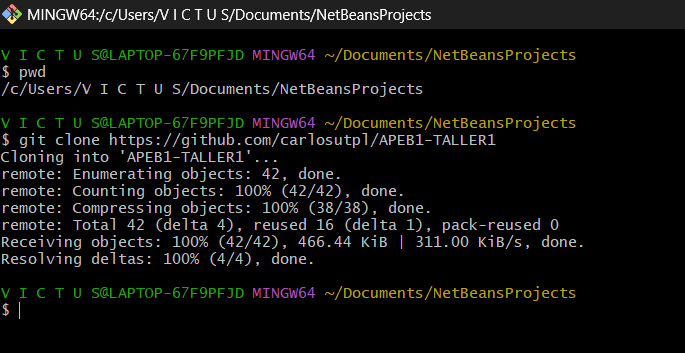 MINGW64:/c/Users/V I C T U S/Documents/NetBeansProjects
V I C T U S@LAPTOP-67F9PFJD MINGW64 ~/Documents/NetBeansProjects
$ pwd
/c/Users/V I C T U S/Documents/NetBeansProjects
V I C T U S@LAPTOP-67F9PFJD MINGW64 ~/Documents/NetBeansProjects
$ git clone https://github.com/carlosutpl/APEB1-TALLER1
Cloning into 'APEB1-TALLER1'...
remote: Enumerating objects: 42, done.
remote: Counting objects: 100% (42/42), done.
remote: Compressing objects: 100% (38/38), done.
remote: Total 42 (delta 4), reused 16 (delta 1), pack-reused 0
Receiving objects: 100% (42/42), 466.44 KiB | 311.00 KiB/s, done.
Resolving deltas: 100% (4/4), done.
V I C T U S@LAPTOP-67F9PFJD MINGW64 ~/Documents/NetBeansProjects
$